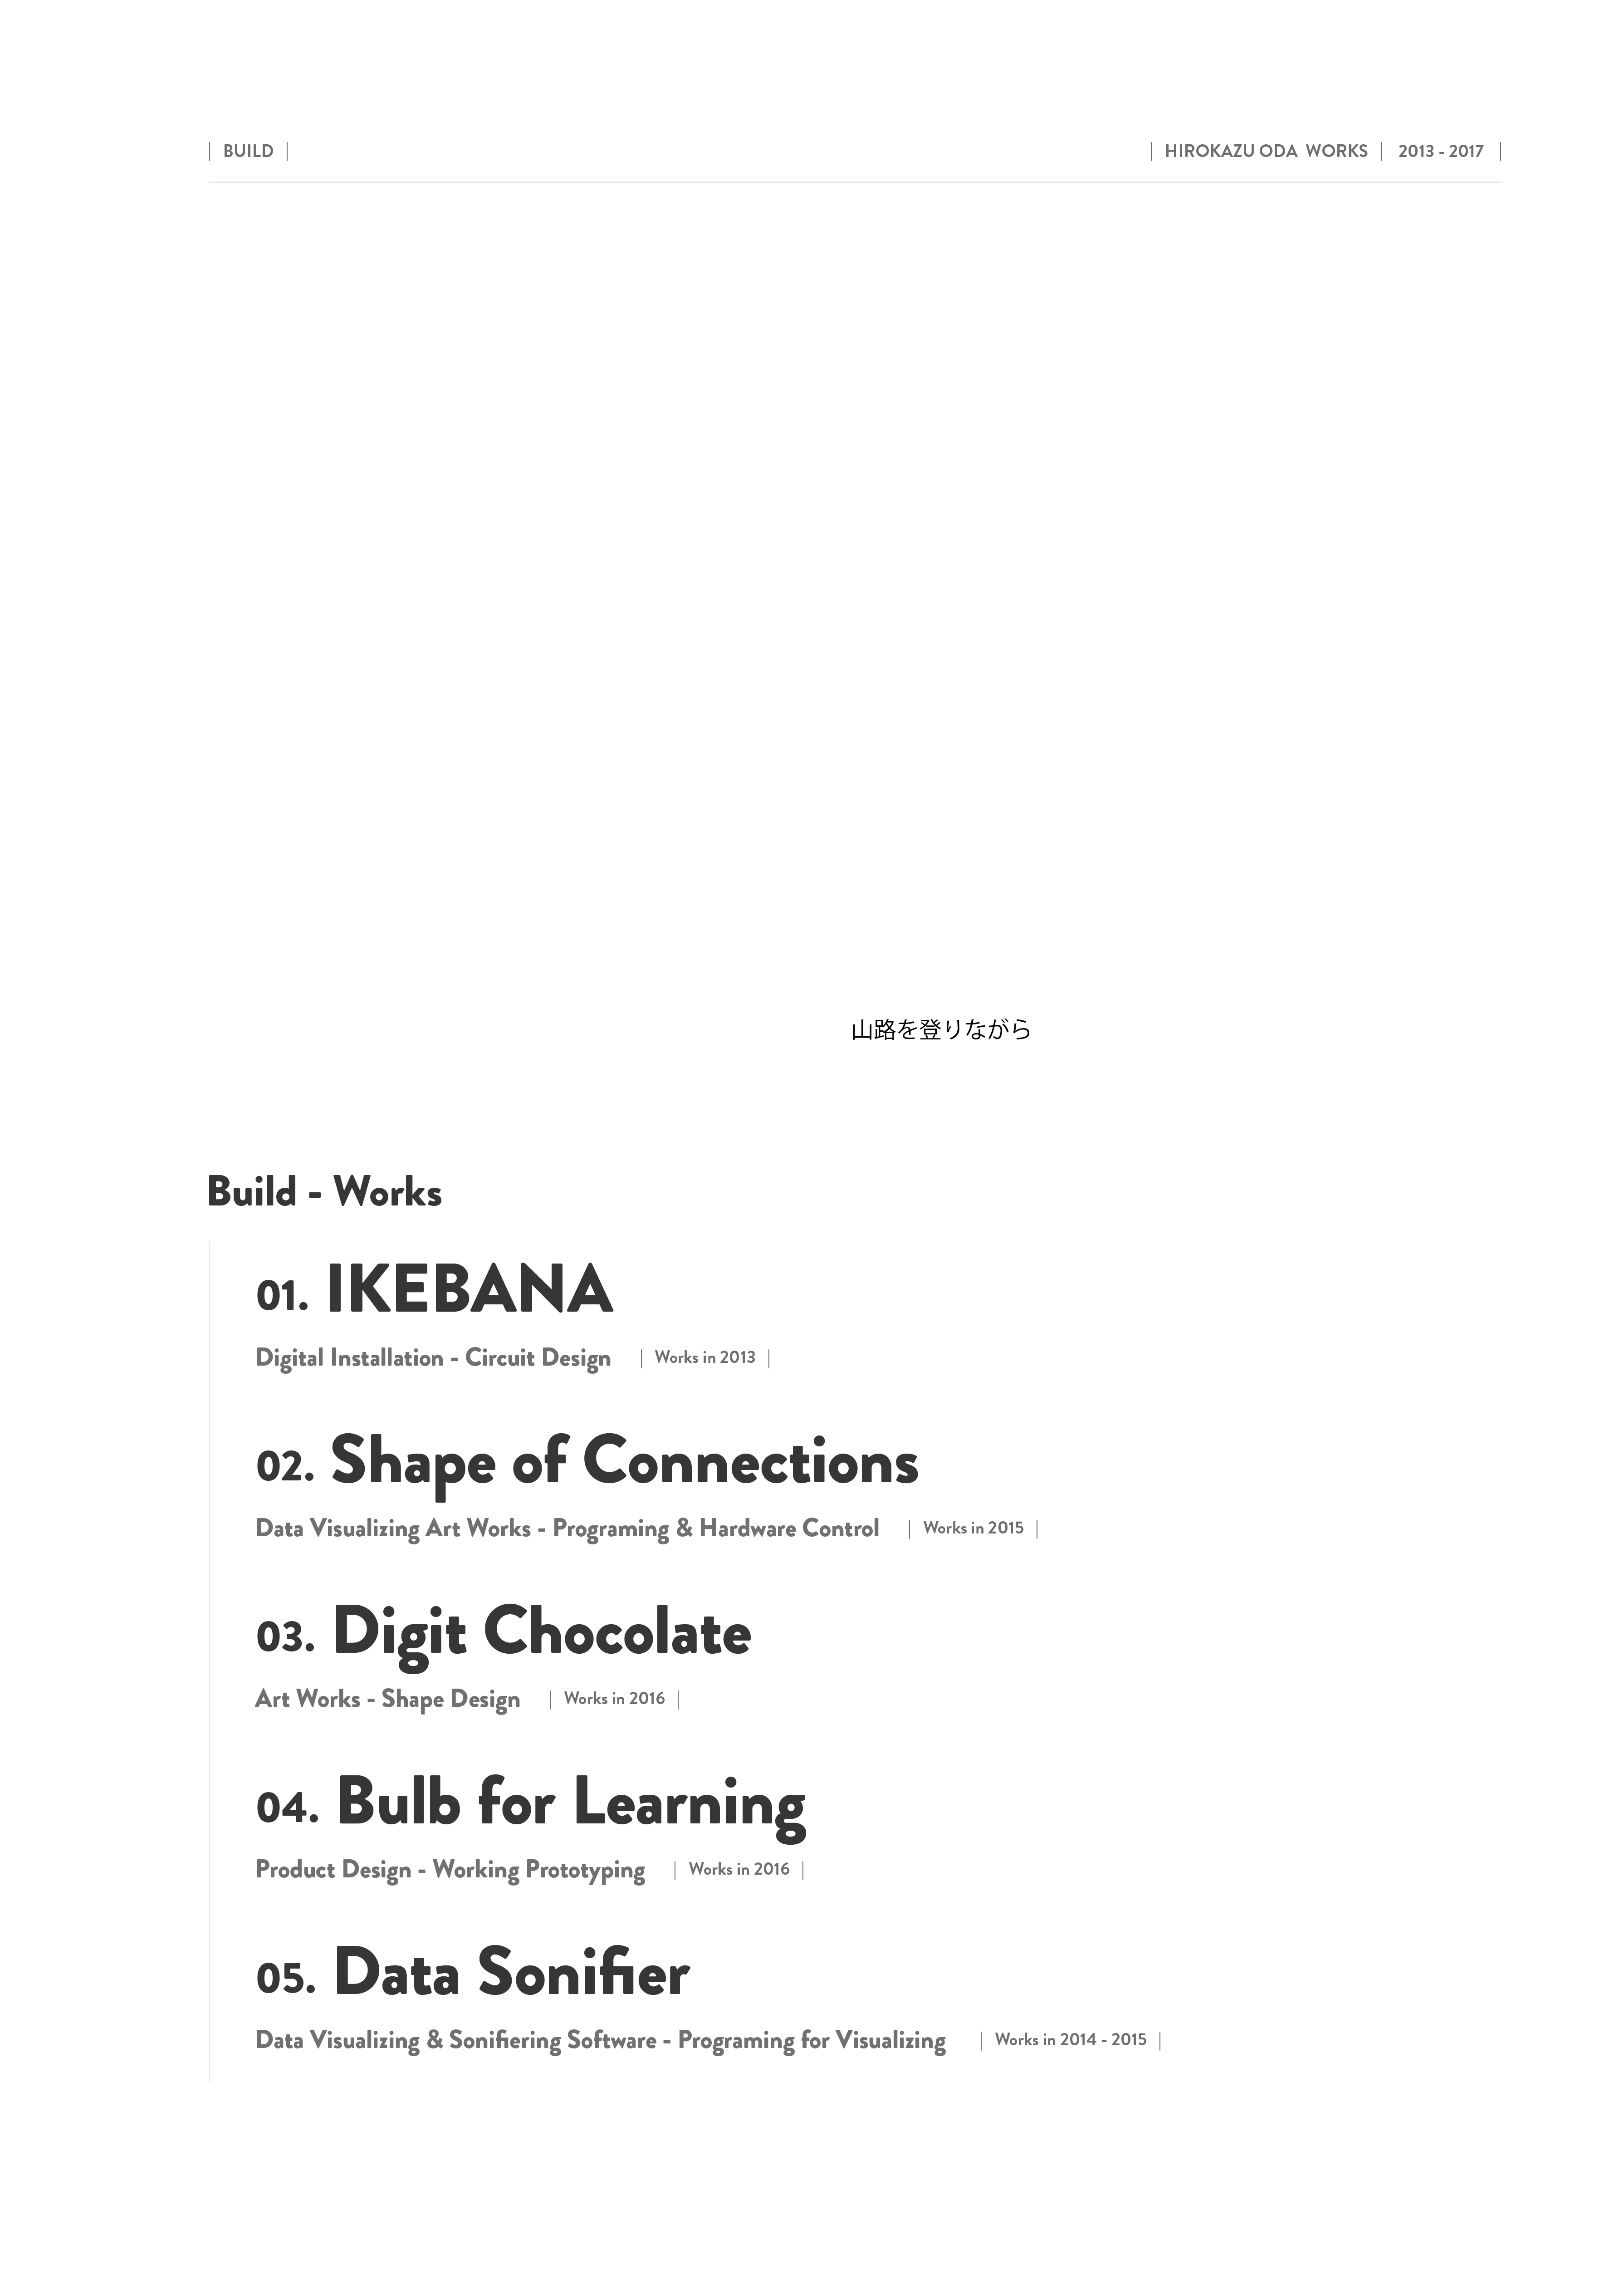 BUILD
HIROKAZU ODA WORKS | 2013 - 2017
山路を登りながら
Build - Works
01. IKEBANA
Digital Installation - Circuit Design | Works in 2013 |
02. Shape of Connections
Data Visualizing Art Works - Programing & Hardware Control | Works in 2015 |
03. Digit Chocolate
Art Works - Shape Design | Works in 2016 |
04. Bulb for Learning
Product Design - Working Prototyping | Works in 2016 |
05. Data Sonifier
Data Visualizing & Sonifiering Software - Programing for Visualizing | Works in 2014 - 2015 |